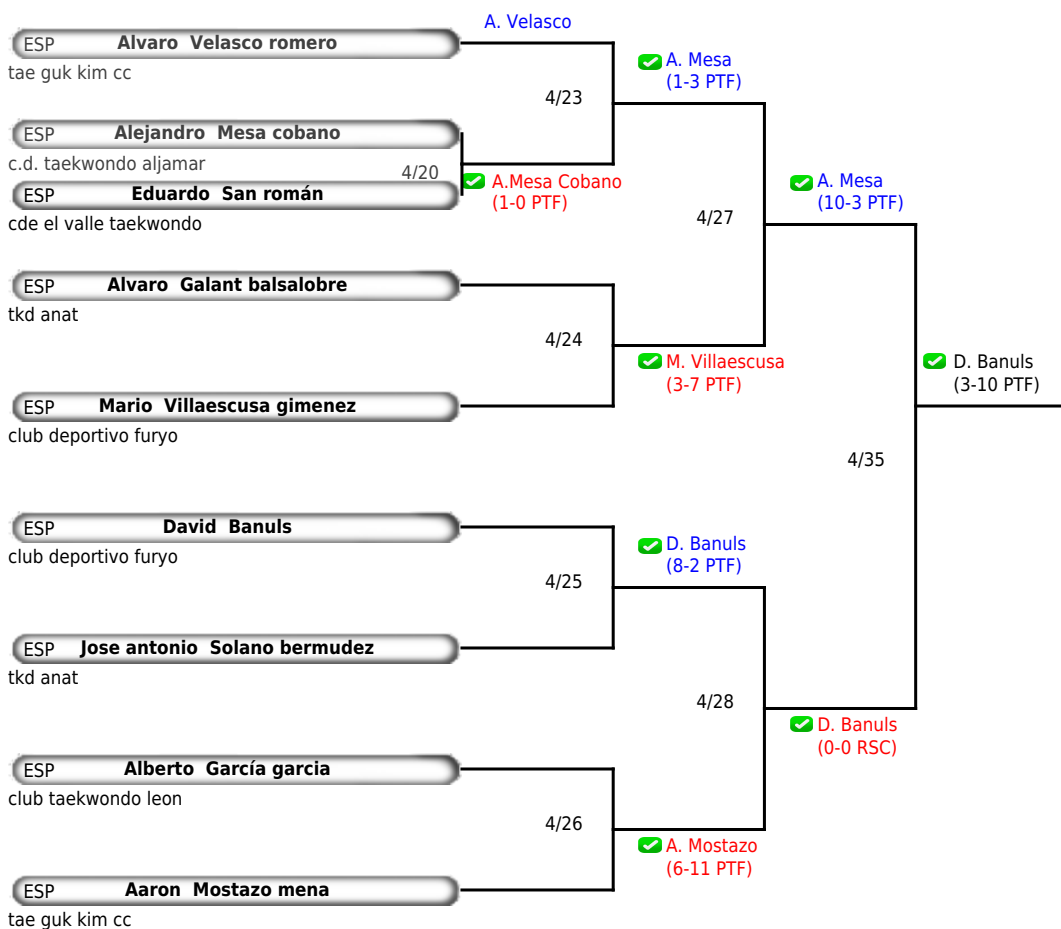 A. Velasco
ESP Alvaro Velasco romero
tae guk kim cc
A. Mesa
(1-3 PTF)
4/23
ESP Alejandro Mesa cobano
c.d. taekwondo aljamar
4/20
A.Mesa Cobano
(1-0 PTF)
ESP Eduardo San román
cde el valle taekwondo
A. Mesa
(10-3 PTF)
4/27
ESP Alvaro Galant balsalobre
tkd anat
4/24
M. Villaescusa
(3-7 PTF)
D. Banuls
(3-10 PTF)
ESP Mario Villaescusa gimenez
club deportivo furyo
4/35
ESP David Banuls
club deportivo furyo
D. Banuls
(8-2 PTF)
4/25
ESP Jose antonio Solano bermudez
tkd anat
4/28
D. Banuls
(0-0 RSC)
ESP Alberto García garcia
club taekwondo leon
4/26
A. Mostazo
(6-11 PTF)
ESP Aaron Mostazo mena
tae guk kim cc